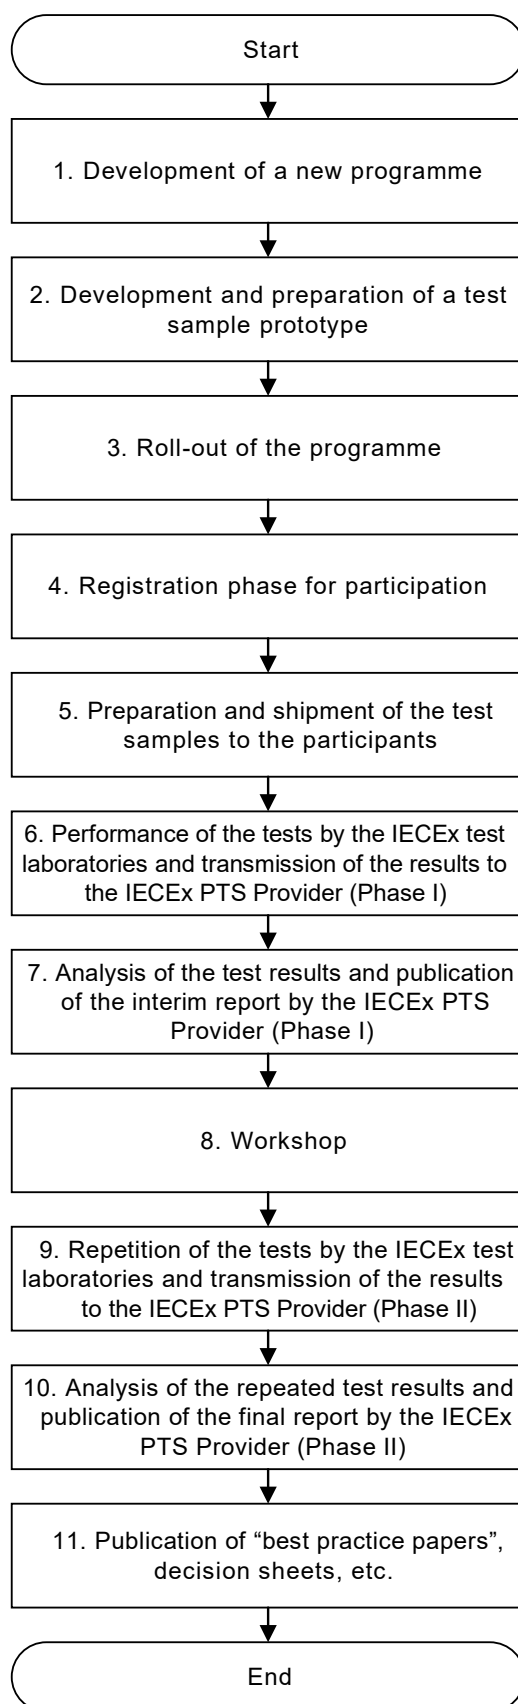 Start
1. Development of a new programme
2. Development and preparation of a test
sample prototype
3. Roll-out of the programme
4. Registration phase for participation
5. Preparation and shipment of the test
samples to the participants
6. Performance of the tests by the IECEx test
laboratories and transmission of the results to
the IECEx PTS Provider (Phase I)
7. Analysis of the test results and publication
of the interim report by the IECEx PTS
Provider (Phase I)
8. Workshop
9. Repetition of the tests by the IECEx test
laboratories and transmission of the results
to the IECEx PTS Provider (Phase II)
10. Analysis of the repeated test results and
publication of the final report by the IECEx
PTS Provider (Phase II)
11. Publication of “best practice papers”,
decision sheets, etc.
End